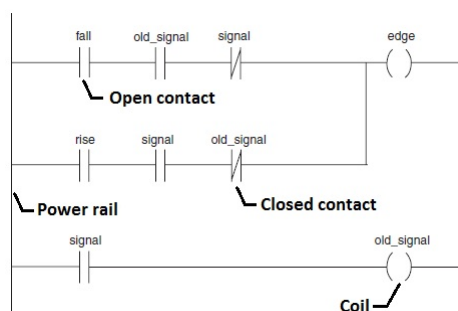 fall old_signal signal edge
Open contact
rise signal old_signal
Power rail Closed contact
signal old_signal
Coil